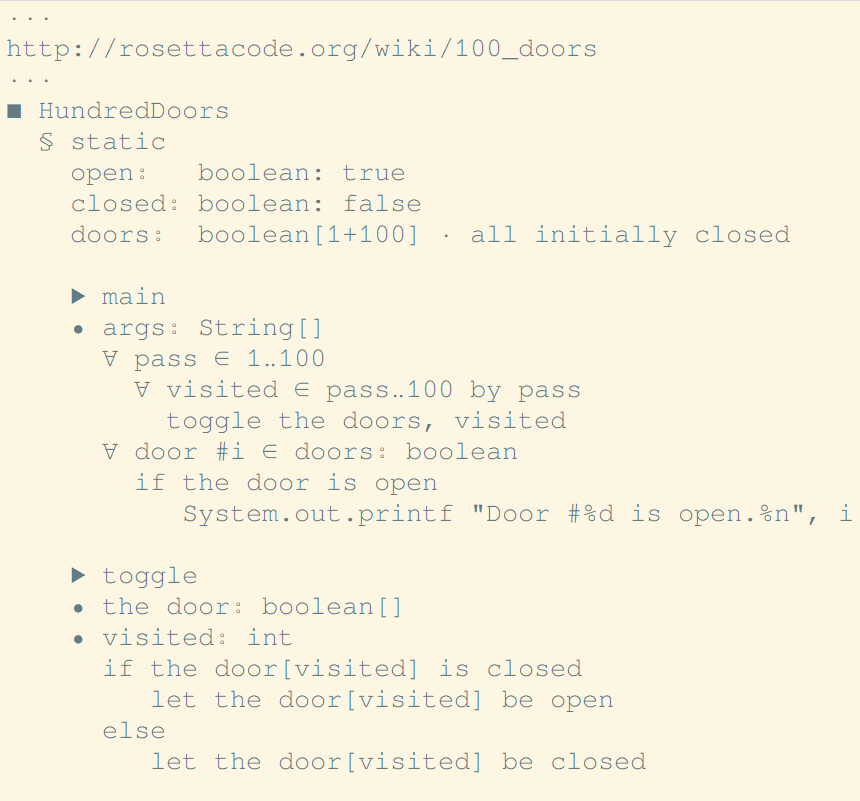 ...
http://rosettacode.org/wiki/100_doors
...
■ HundredDoors
  § static
    open:   boolean: true
    closed: boolean: false
    doors:  boolean[1+100] · all initially closed

    ▶ main
    • args: String[]
      ∀ pass ∈ 1..100
        ∀ visited ∈ pass..100 by pass
          toggle the doors, visited
      ∀ door #i ∈ doors: boolean
        if the door is open
           System.out.printf "Door #%d is open.%n", i

    ▶ toggle
    • the door: boolean[]
    • visited: int
      if the door[visited] is closed
         let the door[visited] be open
      else
         let the door[visited] be closed